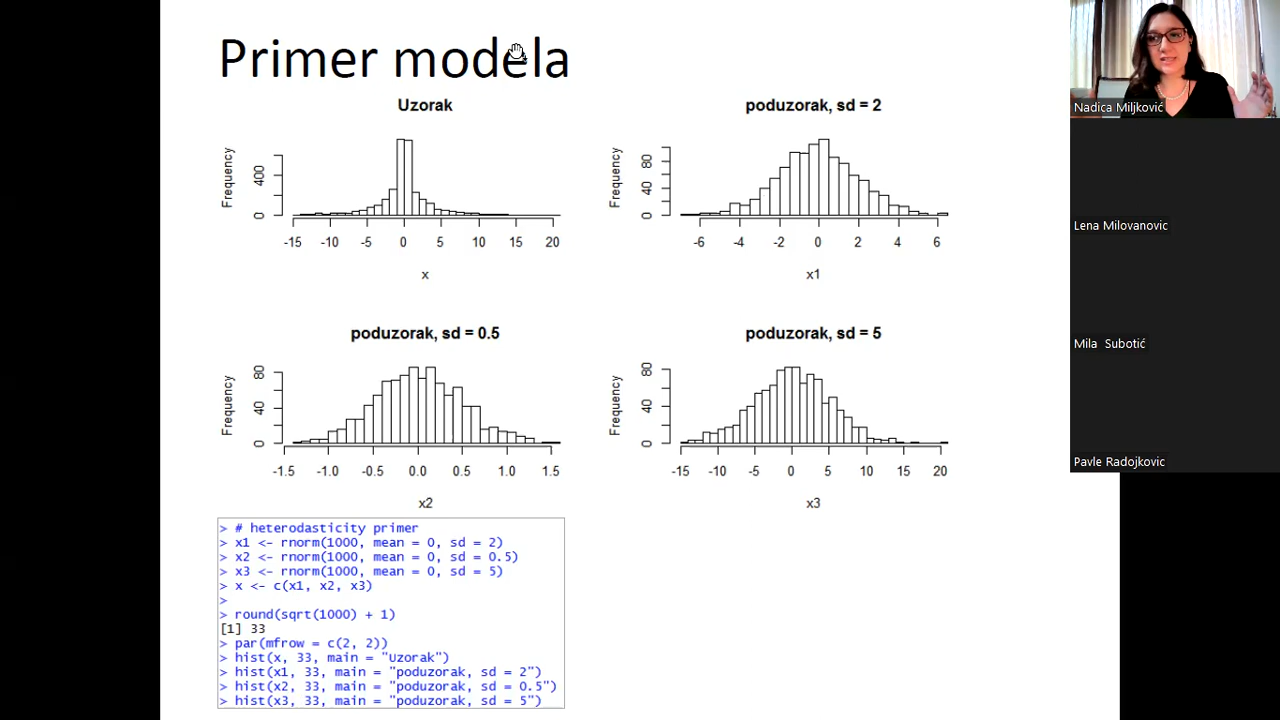 Primer modela
Uzorak
Frequency
0 400
-15 -10 -5 0 5 10 15 20
x
poduzorak, sd = 2
Frequency
0 40 80
-6 -4 -2 0 2 4 6
x1
poduzorak, sd = 0.5
Frequency
0 40 80
-1.5 -1.0 -0.5 0.0 0.5 1.0 1.5
x2
poduzorak, sd = 5
Frequency
0 40 80
-15 -10 -5 0 5 10 15 20
x3
> # heterodasticity primer
> x1 <- rnorm(1000, mean = 0, sd = 2)
> x2 <- rnorm(1000, mean = 0, sd = 0.5)
> x3 <- rnorm(1000, mean = 0, sd = 5)
> x <- c(x1, x2, x3)
>
> round(sqrt(1000) + 1)
[1] 33
> par(mfrow = c(2, 2))
> hist(x, 33, main = "Uzorak")
> hist(x1, 33, main = "poduzorak, sd = 2")
> hist(x2, 33, main = "poduzorak, sd = 0.5")
> hist(x3, 33, main = "poduzorak, sd = 5")
Nadica Miljković
Lena Milovanovic
Mila Subotić
Pavle Radojkovic